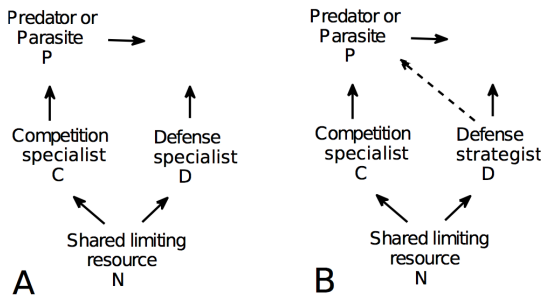 Predator or
Parasite
P
Competition
specialist
C
Defense
specialist
D
Shared limiting
resource
N
A
Predator or
Parasite
P
Competition
specialist
C
Defense
strategist
D
Shared limiting
resource
N
B